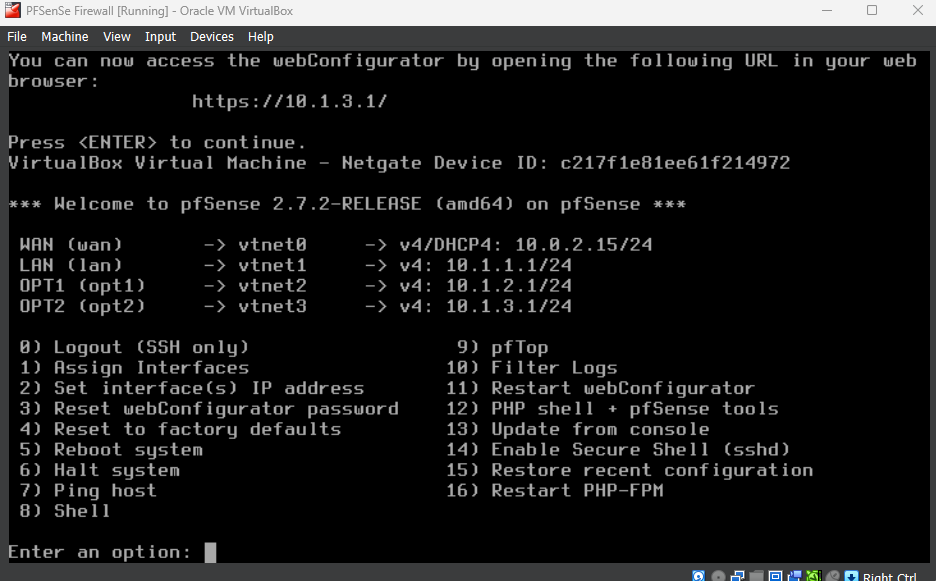 PFSenSe Firewall [Running] - Oracle VM VirtualBox
File Machine View Input Devices Help
You can now access the webConfigurator by opening the following URL in your web
browser:
https://10.1.3.1/
Press <ENTER> to continue.
VirtualBox Virtual Machine - Netgate Device ID: c217f1e81ee61f214972
*** Welcome to pfSense 2.7.2-RELEASE (amd64) on pfSense ***
WAN (wan) -> vtnet0 -> v4/DHCP4: 10.0.2.15/24
LAN (lan) -> vtnet1 -> v4: 10.1.1.1/24
OPT1 (opt1) -> vtnet2 -> v4: 10.1.2.1/24
OPT2 (opt2) -> vtnet3 -> v4: 10.1.3.1/24
0) Logout (SSH only) 9) pfTop
1) Assign Interfaces 10) Filter Logs
2) Set interface(s) IP address 11) Restart webConfigurator
3) Reset webConfigurator password 12) PHP shell + pfSense tools
4) Reset to factory defaults 13) Update from console
5) Reboot system 14) Enable Secure Shell (sshd)
6) Halt system 15) Restore recent configuration
7) Ping host 16) Restart PHP-FPM
8) Shell
Enter an option:
Right Ctrl